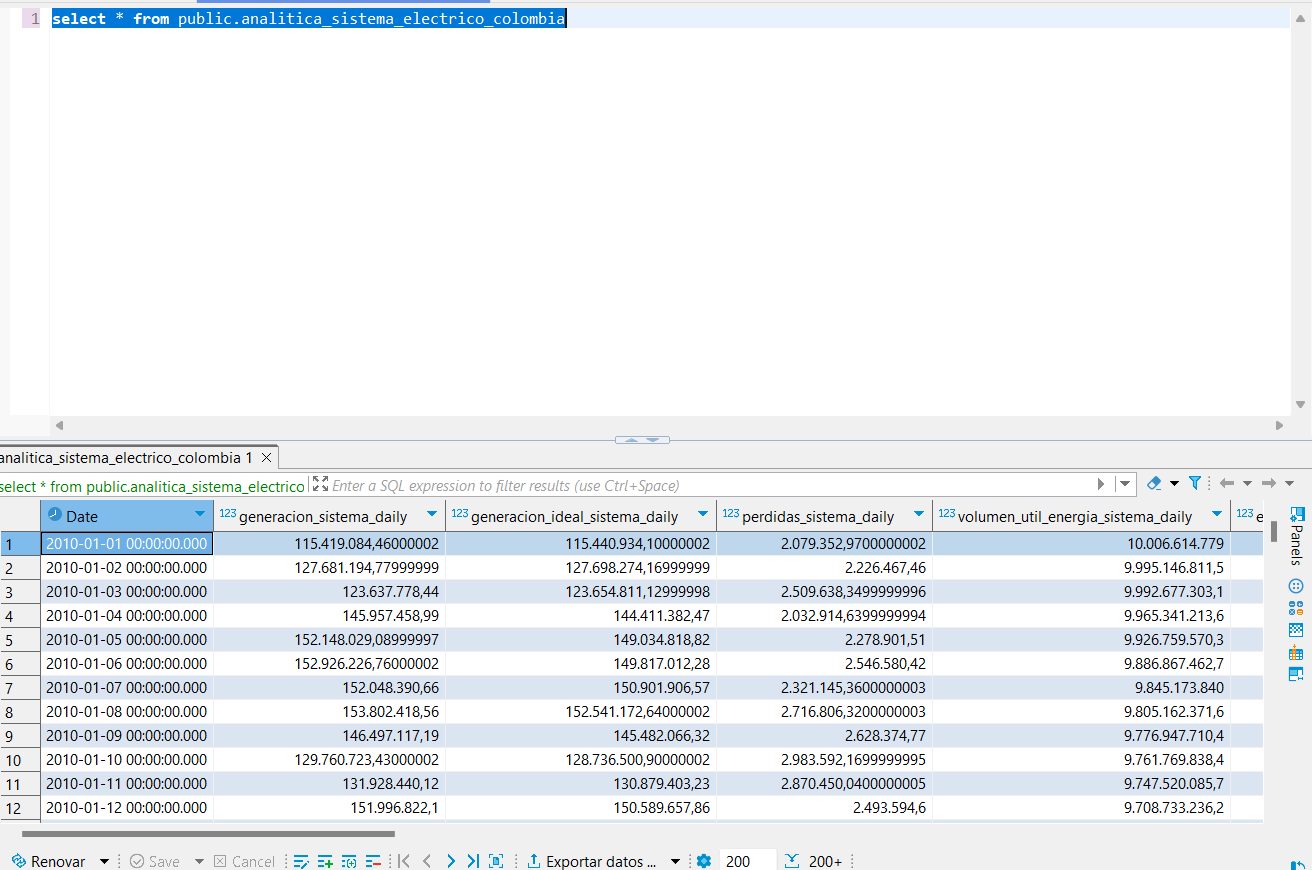 1 select * from public.analitica_sistema_electrico_colombia
analitica_sistema_electrico_colombia 1
select * from public.analitica_sistema_electrico Enter a SQL expression to filter results (use Ctrl+Space)
Date 123 generacion_sistema_daily 123 generacion_ideal_sistema_daily 123 perdidas_sistema_daily 123 volumen_util_energia_sistema_daily 123 e
1 2010-01-01 00:00:00.000 115.419.084,46000002 115.440.934,10000002 2.079.352,9700000002 10.006.614.779
2 2010-01-02 00:00:00.000 127.681.194,77999999 127.698.274,16999999 2.226.467,46 9.995.146.811,5
3 2010-01-03 00:00:00.000 123.637.778,44 123.654.811,12999998 2.509.638,3499999996 9.992.677.303,1
4 2010-01-04 00:00:00.000 145.957.458,99 144.411.382,47 2.032.914,6399999994 9.965.341.213,6
5 2010-01-05 00:00:00.000 152.148.029,08999997 149.034.818,82 2.278.901,51 9.926.759.570,3
6 2010-01-06 00:00:00.000 152.926.226,76000002 149.817.012,28 2.546.580,42 9.886.867.462,7
7 2010-01-07 00:00:00.000 152.048.390,66 150.901.906,57 2.321.145,3600000003 9.845.173.840
8 2010-01-08 00:00:00.000 153.802.418,56 152.541.172,64000002 2.716.806,3200000003 9.805.162.371,6
9 2010-01-09 00:00:00.000 146.497.117,19 145.482.066,32 2.628.374,77 9.776.947.710,4
10 2010-01-10 00:00:00.000 129.760.723,43000002 128.736.500,90000002 2.983.592,1699999995 9.761.769.838,4
11 2010-01-11 00:00:00.000 131.928.440,12 130.879.403,23 2.870.450,0400000005 9.747.520.085,7
12 2010-01-12 00:00:00.000 151.996.822,1 150.589.657,86 2.493.594,6 9.708.733.236,2
Panels
Renovar Save Cancel Exportar datos ... 200 200+